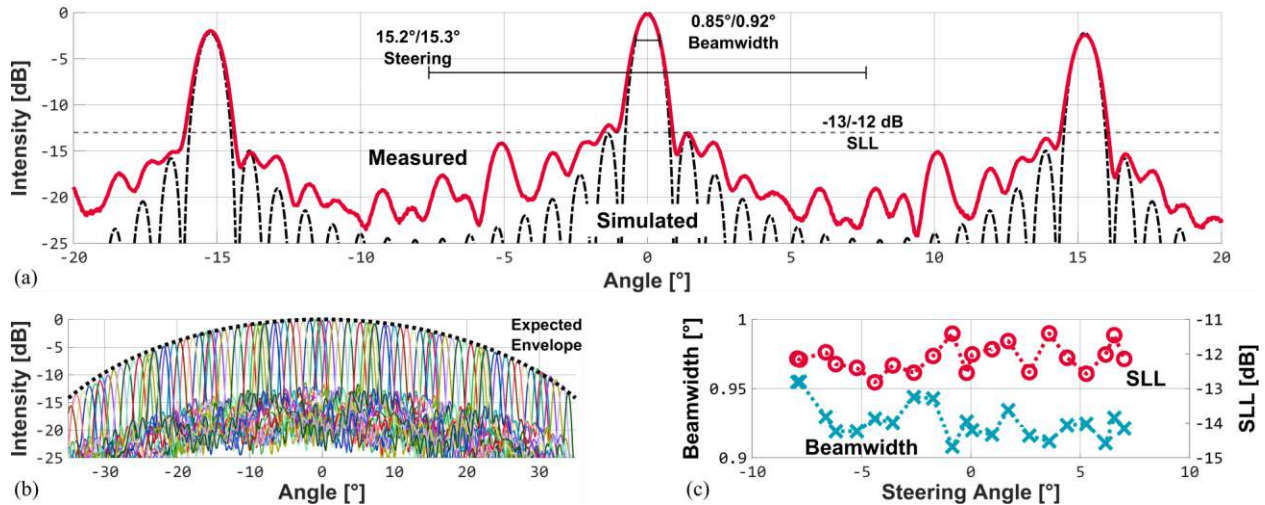 0
-5
-10
-15
-20
-25
Intensity [dB]
15.2°/15.3°
Steering
0.85°/0.92°
Beamwidth
-13/-12 dB
SLL
Measured
Simulated
-20
-15
-10
-5
0
5
10
15
20
(a)
Angle [°]
0
-5
-10
-15
-20
-25
Intensity [dB]
Expected
Envelope
-30
-20
-10
0
10
20
30
(b)
Angle [°]
1
0.95
0.9
Beamwidth [°]
-11
-12
-13
-14
-15
SLL [dB]
SLL
Beamwidth
-10
-5
0
5
10
(c)
Steering Angle [°]